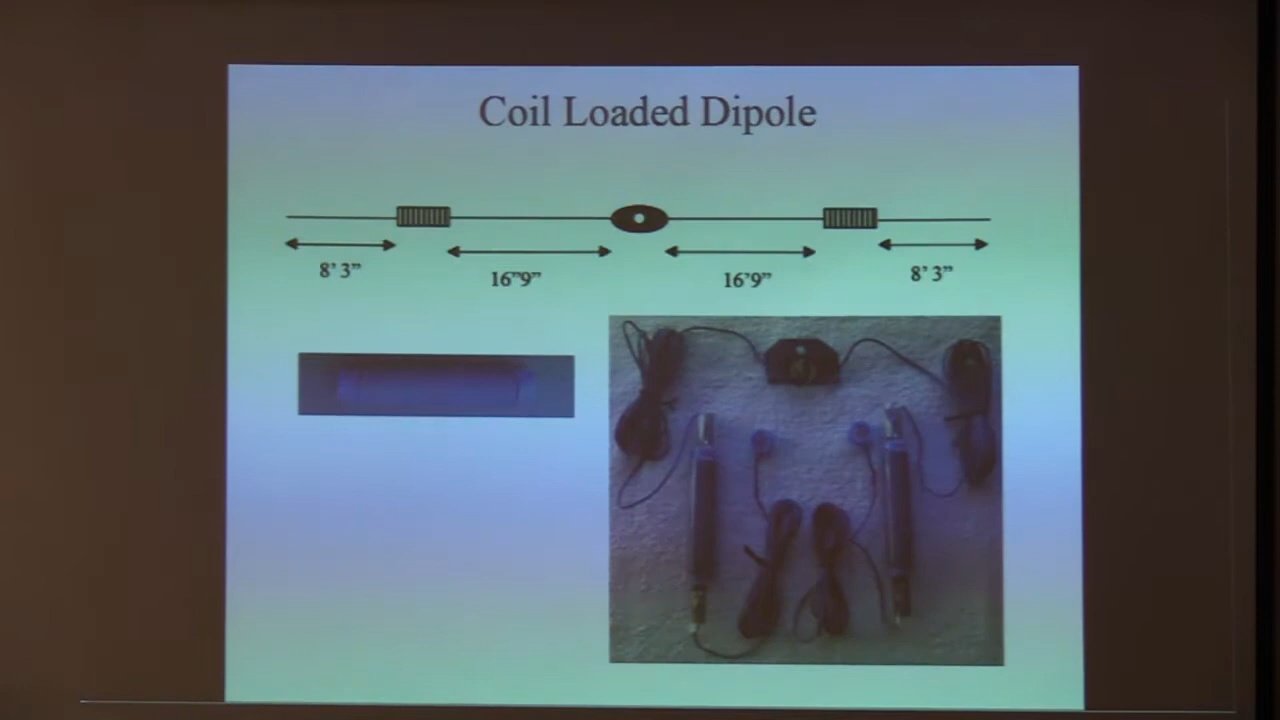 Coil Loaded Dipole
8’ 3”
16”9”
16’9”
8’ 3”